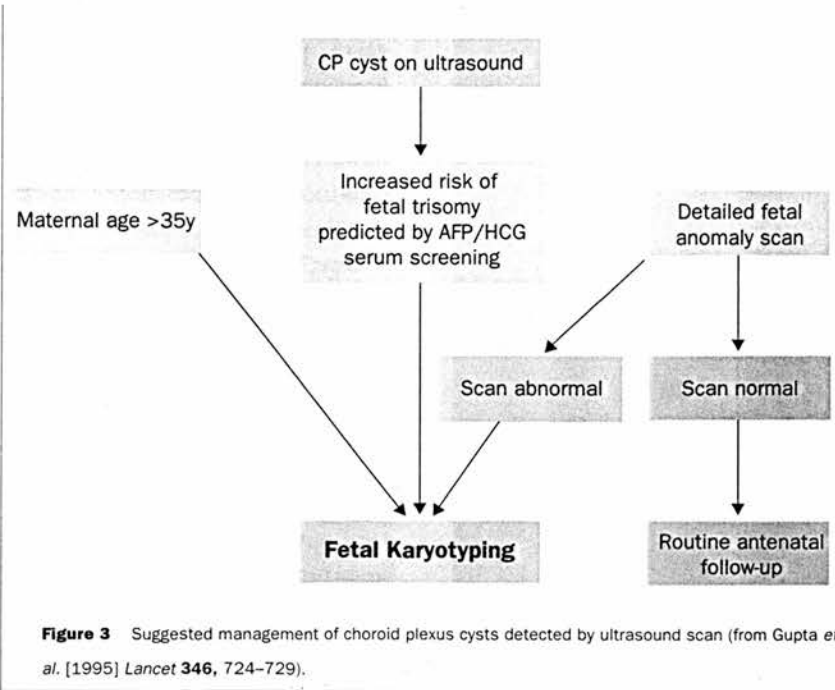 CP cyst on ultrasound
Increased risk of
fetal trisomy
predicted by AFP/HCG
serum screening
Maternal age >35y
Detailed fetal
anomaly scan
Scan abnormal
Scan normal
Fetal Karyotyping
Routine antenatal
follow-up
Figure 3 Suggested management of choroid plexus cysts detected by ultrasound scan (from Gupta et
al. [1995] Lancet 346, 724–729).